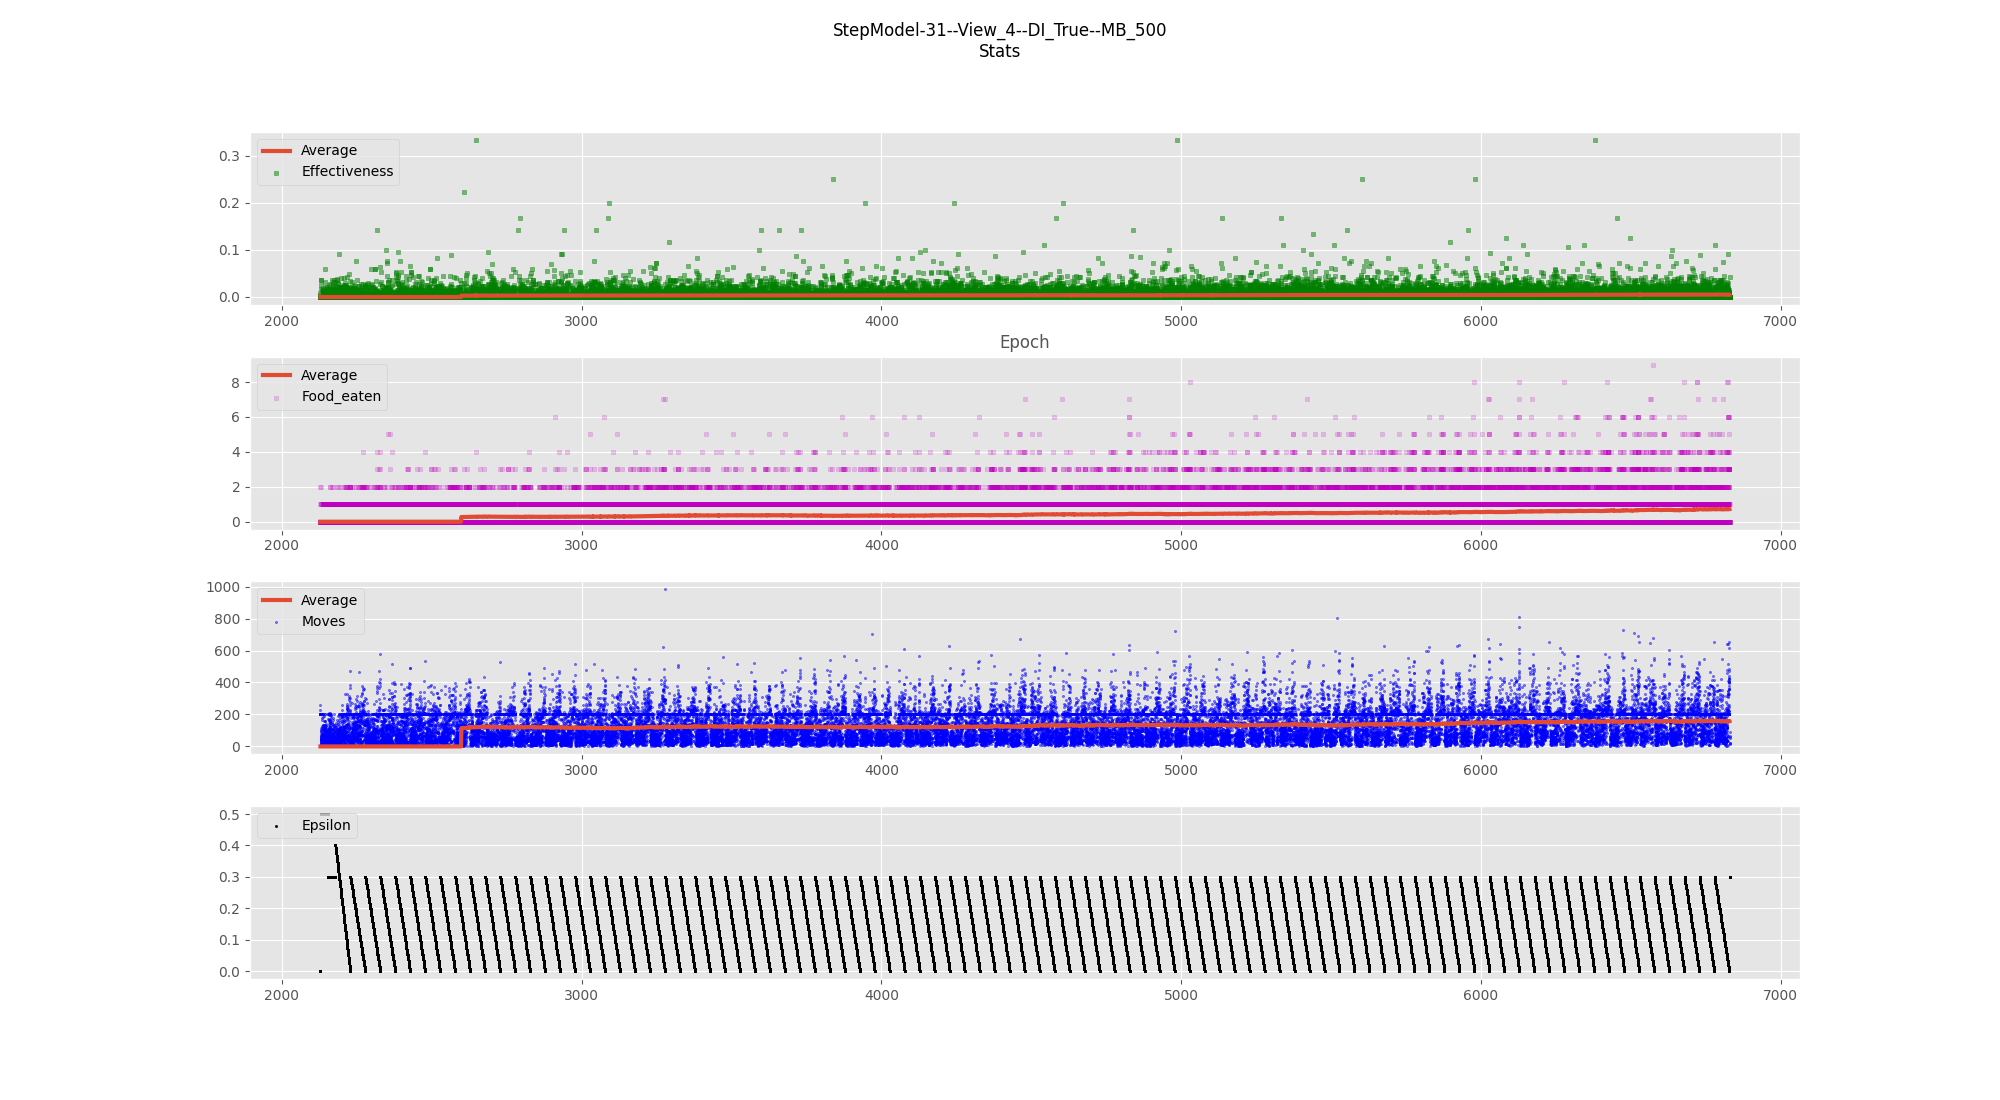 StepModel-31--View_4--DI_True--MB_500
Stats
Average
Effectiveness
0.3
0.2
0.1
0.0
2000 3000 4000 5000 6000 7000
Epoch
Average
Food_eaten
8
6
4
2
0
2000 3000 4000 5000 6000 7000
Average
Moves
1000
800
600
400
200
0
2000 3000 4000 5000 6000 7000
Epsilon
0.5
0.4
0.3
0.2
0.1
0.0
2000 3000 4000 5000 6000 7000